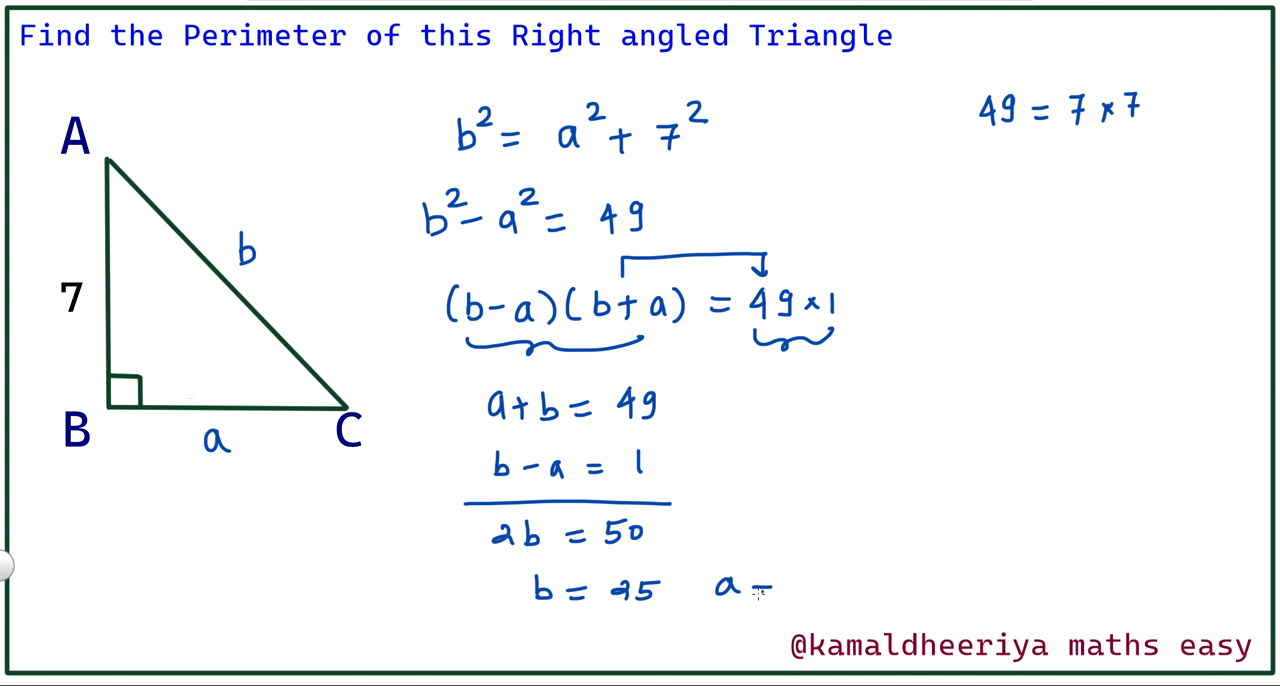 Find the Perimeter of this Right angled Triangle
49 = 7 × 7
A
b² = a² + 7²
b² - a² = 49
b
7
(b-a)(b+a) = 49×1
B
a
C
a+b = 49
b-a = 1
2b = 50
b = 25 a =
@kamaldheeriya maths easy